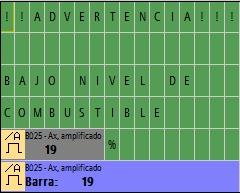 !!ADVERTENCIA!!!
BAJO NIVEL DE
COMBUSTIBLE
B025 - Ax, amplificado
19 %
B025 - Ax, amplificado
Barra: 19